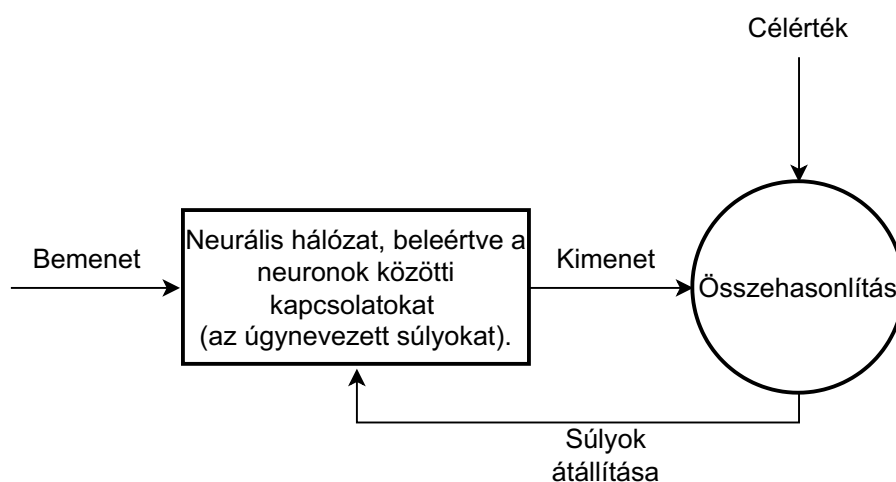 Célérték
Bemenet
Neurális hálózat, beleértve a
neuronok közötti
kapcsolatokat
(az úgynevezett súlyokat).
Kimenet
Összehasonlítás
Súlyok
átállítása